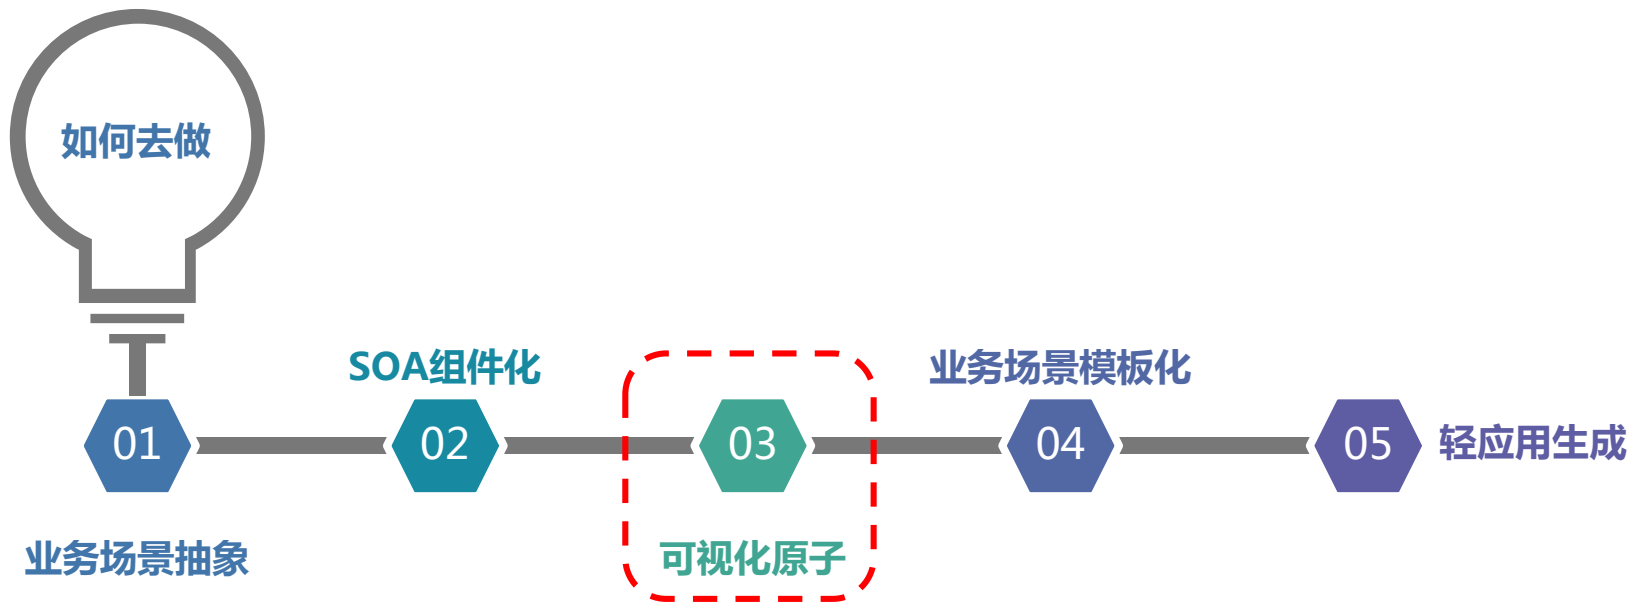 如何去做
SOA组件化
业务场景模板化
01
02
03
04
05
轻应用生成
业务场景抽象
可视化原子